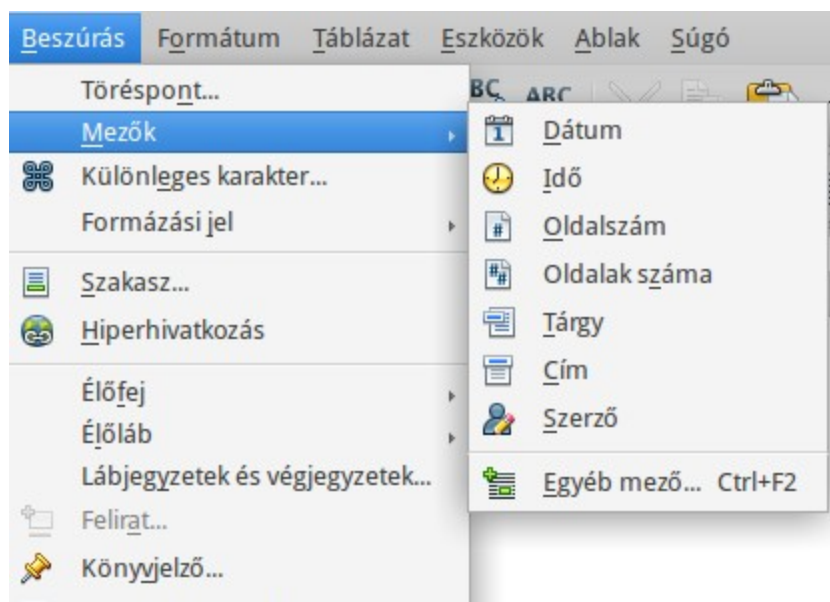 Beszúrás Formátum Táblázat Eszközök Ablak Súgó
Töréspont...
Mezők
Különleges karakter...
Formázási jel
Szakasz...
Hiperhivatkozás
Élőfej
Élőláb
Lábjegyzetek és végjegyzetek...
Felirat...
Könyvjelző...
ABC
Dátum
Idő
Oldalszám
Oldalak száma
Tárgy
Cím
Szerző
Egyéb mező... Ctrl+F2